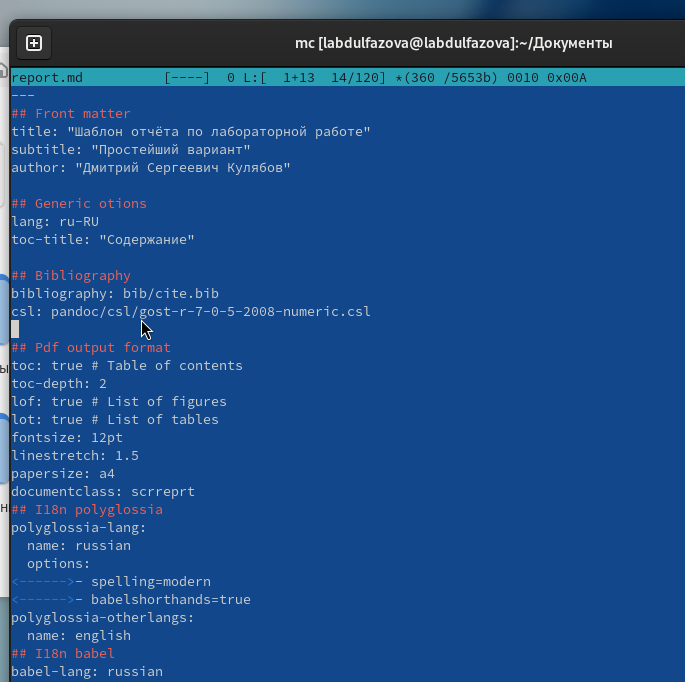 mc [labdulfazova@labdulfazova]:~/Документы
report.md          [----]  0 L:[  1+13  14/120] *(360 /5653b) 0010 0x00A
---
## Front matter
title: "Шаблон отчёта по лабораторной работе"
subtitle: "Простейший вариант"
author: "Дмитрий Сергеевич Кулябов"

## Generic otions
lang: ru-RU
toc-title: "Содержание"

## Bibliography
bibliography: bib/cite.bib
csl: pandoc/csl/gost-r-7-0-5-2008-numeric.csl

## Pdf output format
toc: true # Table of contents
toc-depth: 2
lof: true # List of figures
lot: true # List of tables
fontsize: 12pt
linestretch: 1.5
papersize: a4
documentclass: scrreprt
## I18n polyglossia
polyglossia-lang:
  name: russian
  options:
<------>- spelling=modern
<------>- babelshorthands=true
polyglossia-otherlangs:
  name: english
## I18n babel
babel-lang: russian